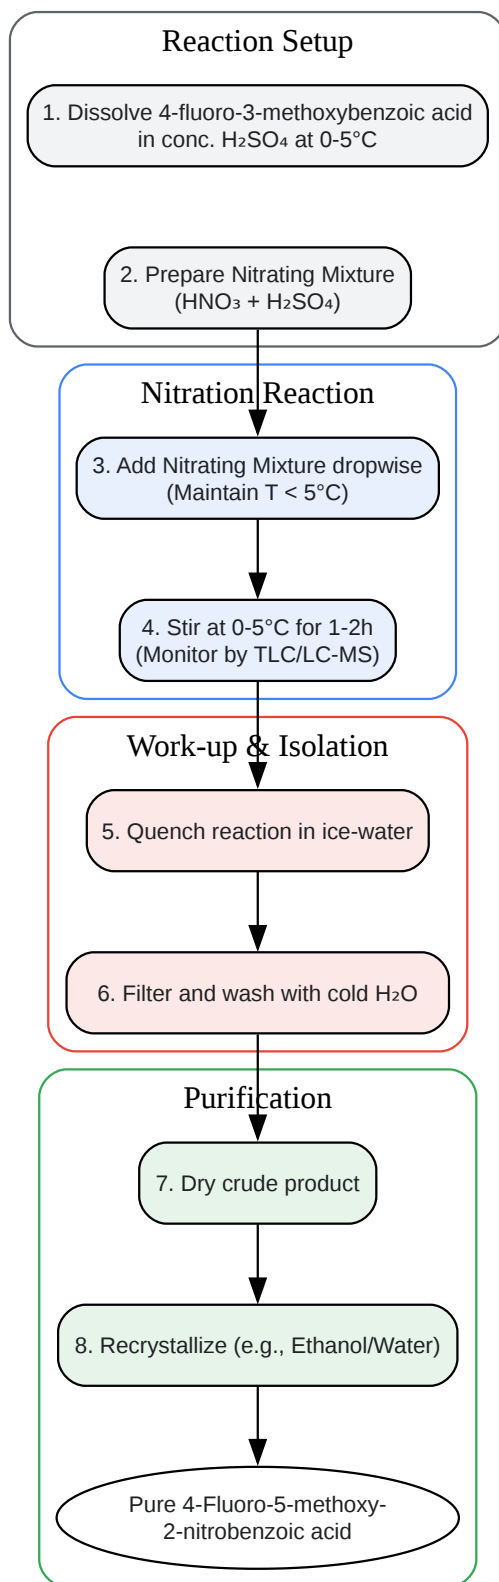 Reaction Setup
1. Dissolve 4-fluoro-3-methoxybenzoic acid
in conc. H₂SO₄ at 0-5°C
2. Prepare Nitrating Mixture
(HNO₃ + H₂SO₄)
Nitration Reaction
3. Add Nitrating Mixture dropwise
(Maintain T < 5°C)
4. Stir at 0-5°C for 1-2h
(Monitor by TLC/LC-MS)
Work-up & Isolation
5. Quench reaction in ice-water
6. Filter and wash with cold H₂O
Purification
7. Dry crude product
8. Recrystallize (e.g., Ethanol/Water)
Pure 4-Fluoro-5-methoxy-
2-nitrobenzoic acid